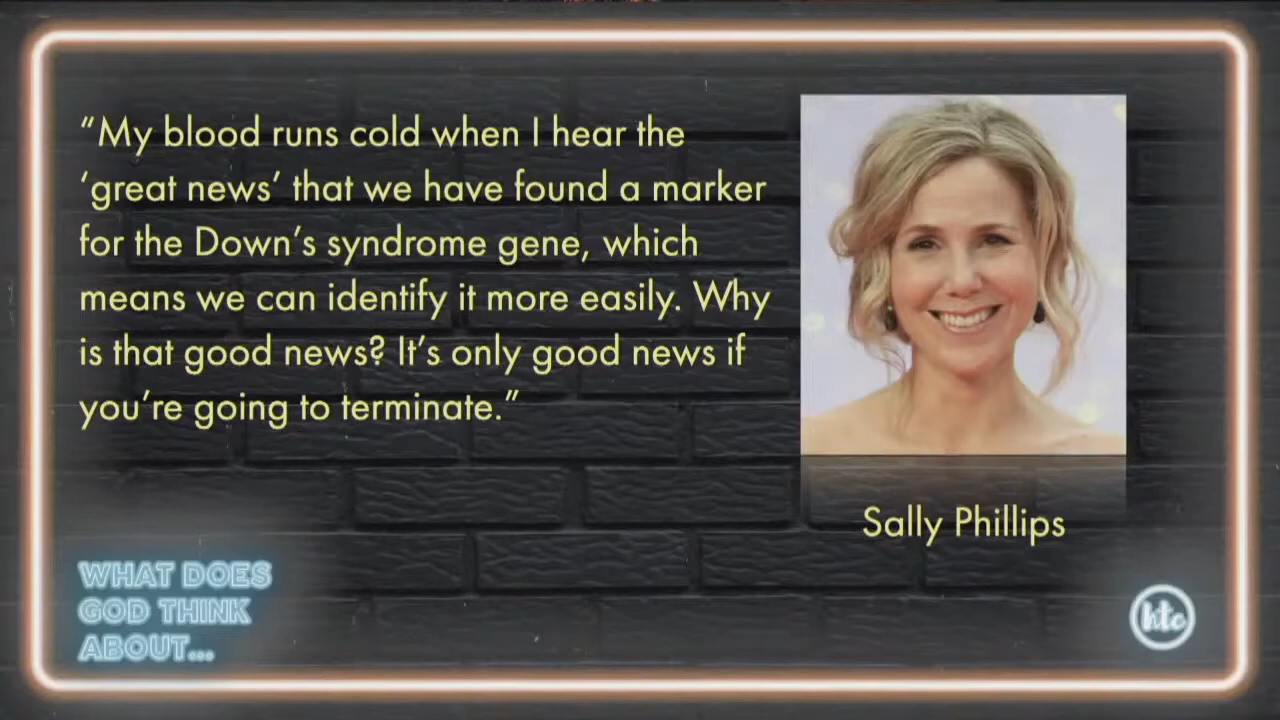 “My blood runs cold when I hear the
‘great news’ that we have found a marker
for the Down’s syndrome gene, which
means we can identify it more easily. Why
is that good news? It’s only good news if
you’re going to terminate.”
Sally Phillips
WHAT DOES
GOD THINK
ABOUT...
htc